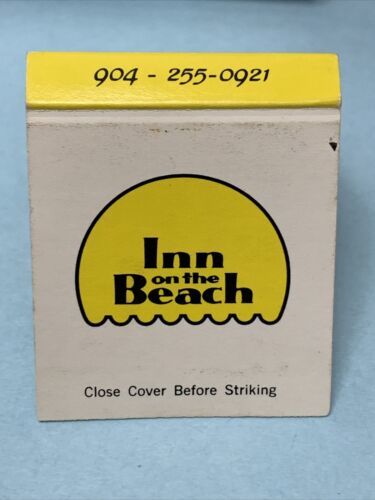 904 - 255-0921
Inn
on the
Beach
Close Cover Before Striking